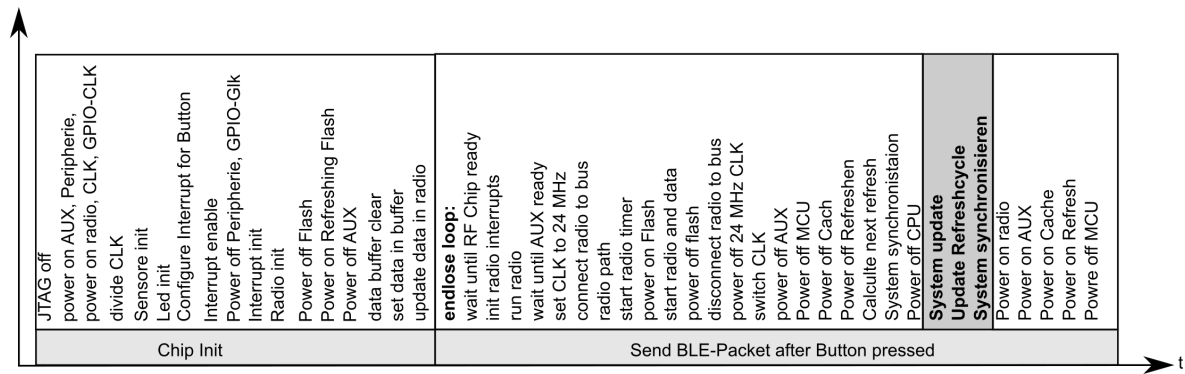 JTAG off
power on AUX, Peripherie,
power on radio, CLK, GPIO-CLK
divide CLK
Sensore init
Led init
Configure Interrupt for Button
Interrupt enable
Power off Peripherie, GPIO-Glk
Interrupt init
Radio init
Power off Flash
Power on Refreshing Flash
Power off AUX
data buffer clear
set data in buffer
update data in radio
endlose loop:
wait until RF Chip ready
init radio interrupts
run radio
wait until AUX ready
set CLK to 24 MHz
connect radio to bus
radio path
start radio timer
power on Flash
start radio and data
power off flash
disconnect radio to bus
power off 24 MHz CLK
switch CLK
power off AUX
Power off MCU
Power off Cach
Power off Refreshen
Calculte next refresh
System synchronistaion
Power off CPU
System update
Update Refreshcycle
System synchronisieren
Power on radio
Power on AUX
Power on Cache
Power on Refresh
Powre off MCU
Chip Init
Send BLE-Packet after Button pressed
t